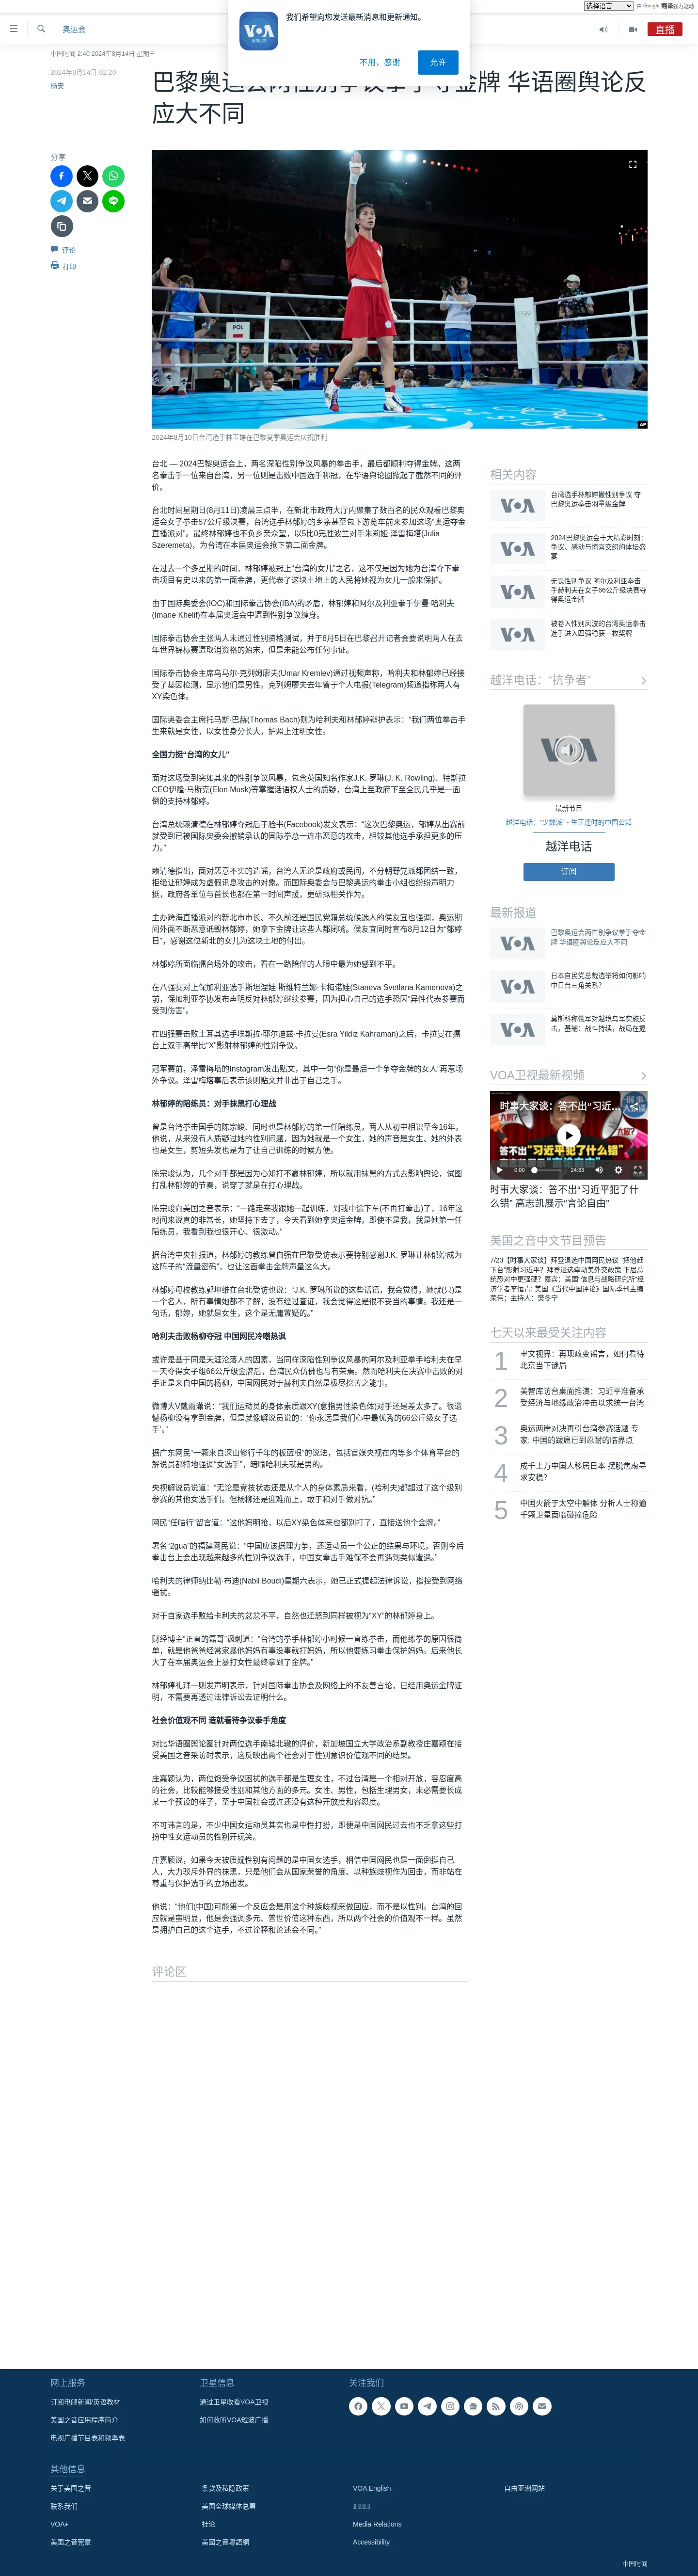 选择语言 由 Google 翻译强力驱动
我们希望向您发送最新消息和更新通知。
不用，感谢
允许
奥运会
直播
中国时间 2:40 2024年8月14日 星期三
2024年8月14日 02:20
杨安
巴黎奥运会两性别争议拳手夺金牌 华语圈舆论反应大不同
分享
评论
打印
POL
AP
2024年8月10日台湾选手林玉婷在巴黎夏季奥运会庆祝胜利
台北 — 2024巴黎奥运会上，两名深陷性别争议风暴的拳击手，最后都顺利夺得金牌。这两名拳击手一位来自台湾，另一位则是击败中国选手称冠，在华语舆论圈掀起了截然不同的评价。
台北时间星期日(8月11日)凌晨三点半，在新北市政府大厅内聚集了数百名的民众观看巴黎奥运会女子拳击57公斤级决赛，台湾选手林郁婷的乡亲甚至包下游览车前来参加这场“奥运夺金直播派对”。最终林郁婷也不负乡亲众望，以5比0完胜波兰对手朱莉娅·泽雷梅塔(Julia Szeremeta)，为台湾在本届奥运会抢下第二面金牌。
在过去一个多星期的时间，林郁婷被冠上“台湾的女儿”之名，这不仅是因为她为台湾夺下拳击项目有史以来的第一面金牌，更代表了这块土地上的人民将她视为女儿一般来保护。
由于国际奥委会(IOC)和国际拳击协会(IBA)的矛盾，林郁婷和阿尔及利亚拳手伊曼·哈利夫(Imane Khelif)在本届奥运会中遭到性别争议缠身。
国际拳击协会主张两人未通过性别资格测试，并于8月5日在巴黎召开记者会要说明两人在去年世界锦标赛遭取消资格的始末，但是未能公布任何事证。
国际拳击协会主席乌马尔·克列姆廖夫(Umar Kremlev)通过视频声称，哈利夫和林郁婷已经接受了基因检测，显示他们是男性。克列姆廖夫去年曾于个人电报(Telegram)频道指称两人有XY染色体。
国际奥委会主席托马斯·巴赫(Thomas Bach)则为哈利夫和林郁婷辩护表示：“我们两位拳击手生来就是女性，以女性身分长大，护照上注明女性。
全国力挺“台湾的女儿”
面对这场受到突如其来的性别争议风暴，包含英国知名作家J.K. 罗琳(J. K. Rowling)、特斯拉CEO伊隆·马斯克(Elon Musk)等掌握话语权人士的质疑，台湾上至政府下至全民几乎是一面倒的支持林郁婷。
台湾总统赖清德在林郁婷夺冠后于脸书(Facebook)发文表示：“这次巴黎奥运，郁婷从出赛前就受到已被国际奥委会撤销承认的国际拳总一连串恶意的攻击，相较其他选手承担更多的压力。”
赖清德指出，面对恶意不实的造谣，台湾人无论是政府或民间，不分朝野党派都团结一致，拒绝让郁婷成为虚假讯息攻击的对象。而国际奥委会与巴黎奥运的拳击小组也纷纷声明力挺，政府各单位与首长也都在第一时间声援，更研拟相关作为。
主办跨海直播派对的新北市市长、不久前还是国民党籍总统候选人的侯友宜也强调，奥运期间外面不断恶意诋毁林郁婷，她拿下金牌让这些人都闭嘴。侯友宜同时宣布8月12日为“郁婷日”，感谢这位新北的女儿为这块土地的付出。
林郁婷所面临擂台场外的攻击，看在一路陪伴的人眼中最为她感到不平。
在八强赛对上保加利亚选手斯坦涅娃·斯维特兰娜·卡梅诺娃(Staneva Svetlana Kamenova)之前，保加利亚拳协发布声明反对林郁婷继续参赛，因为担心自己的选手恐因“异性代表参赛而受到伤害”。
在四强赛击败土耳其选手埃斯拉·耶尔迪兹·卡拉曼(Esra Yildiz Kahraman)之后，卡拉曼在擂台上双手高举比“X”影射林郁婷的性别争议。
冠军赛前，泽雷梅塔的Instagram发出贴文，其中一句“你是最后一个争夺金牌的女人”再惹场外争议。泽雷梅塔事后表示该则贴文并非出于自己之手。
林郁婷的陪练员：对手抹黑打心理战
曾是台湾拳击国手的陈宗峻、同时也是林郁婷的第一任陪练员，两人从初中相识至今16年。他说，从来没有人质疑过她的性别问题，因为她就是一个女生，她的声音是女生、她的外表也是女生，剪短头发也是为了让自己训练的时候方便。
陈宗峻认为，几个对手都是因为心知打不赢林郁婷，所以就用抹黑的方式去影响舆论，试图打乱林郁婷的节奏，说穿了就是在打心理战。
陈宗峻向美国之音表示：“一路走来我跟她一起训练，到我中途下车(不再打拳击)了，16年这时间来说真的非常长，她坚持下去了，今天看到她拿奥运金牌，即使不是我，我是她第一任陪练员，我看到我也很开心、很激动。”
据台湾中央社报道，林郁婷的教练曾自强在巴黎受访表示要特别感谢J.K. 罗琳让林郁婷成为这阵子的“流量密码”，也让这面拳击金牌声量这么大。
林郁婷母校教练郭坤维在台北受访也说：“J.K. 罗琳所说的这些话语，我会觉得，她就(只)是一个名人，所有事情她都不了解，没有经过查证，我会觉得这是很不妥当的事情。我还是一句话，郁婷，她就是女生，这个是无庸置疑的。”
哈利夫击败杨柳夺冠 中国网民冷嘲热讽
或许是基于同是天涯沦落人的因素，当同样深陷性别争议风暴的阿尔及利亚拳手哈利夫在早一天夺得女子组66公斤级金牌后，台湾民众仿佛也与有荣焉。然而哈利夫在决赛中击败的对手正是来自中国的杨柳，中国网民对于赫利夫自然是极尽挖苦之能事。
微博大V戴雨潇说：“我们运动员的身体素质跟XY(意指男性染色体)对手还是差太多了。很遗憾杨柳没有拿到金牌，但是就像解说员说的：‘你永远是我们心中最优秀的66公斤级女子选手’。”
据广东网民“一颗来自深山修行千年的板蓝根”的说法，包括官媒央视在内等多个体育平台的解说员都特地强调“女选手”，暗喻哈利夫就是男的。
央视解说员说道：“无论是竞技状态还是从个人的身体素质来看，(哈利夫)都超过了这个级别参赛的其他女选手们。但杨柳还是迎难而上，敢于和对手做对抗。”
网民“任喵行”留言道：“这他妈明抢，以后XY染色体来也都别打了，直接送他个金牌。”
署名“2gua”的福建网民说：“中国应该据理力争，还运动员一个公正的结果与环境，否则今后拳击台上会出现越来越多的性别争议选手，中国女拳击手难保不会再遇到类似遭遇。”
哈利夫的律师纳比勒·布迪(Nabil Boudi)星期六表示，她已正式提起法律诉讼，指控受到网络骚扰。
对于自家选手败给卡利夫的忿忿不平，自然也迁怒到同样被视为“XY”的林郁婷身上。
财经博主“正直的磊哥”讽刺道：“台湾的拳手林郁婷小时候一直练拳击，而他练拳的原因很简单，就是他爸爸经常家暴他妈妈有事没事就打妈妈，所以他要练习拳击保护妈妈。后来他长大了在本届奥运会上暴打女性最终拿到了金牌。”
林郁婷礼拜一则发声明表示，针对国际拳击协会及网络上的不友善言论，已经用奥运金牌证明，不需要再透过法律诉讼去证明什么。
社会价值观不同 造就看待争议拳手角度
对比华语圈舆论圈针对两位选手南辕北辙的评价，新加坡国立大学政治系副教授庄嘉颖在接受美国之音采访时表示，这反映出两个社会对于性别意识价值观不同的结果。
庄嘉颖认为，两位饱受争议困扰的选手都是生理女性，不过台湾是一个相对开放，容忍度高的社会，比较能够接受性别和其他方面的多元。女性、男性，包括生理男女，未必需要长成某一个预设的样子，至于中国社会或许还没有这种开放度和容忍度。
不可讳言的是，不少中国女运动员其实也是中性打扮，即便是中国网民过去也不乏拿这些打扮中性女运动员的性别开玩笑。
庄嘉颖说，如果今天被质疑性别有问题的是中国女选手，相信中国网民也是一面倒挺自己人，大力驳斥外界的抹黑，只是他们会从国家荣誉的角度、以种族歧视作为回击，而非站在尊重与保护选手的立场出发。
他说：“他们(中国)可能第一个反应会是用这个种族歧视来做回应，而不是以性别。台湾的回应就是蛮明显，他是会强调多元、普世价值这种东西，所以两个社会的价值观不一样。虽然是拥护自己的这个选手，不过诠释和论述会不同。”
评论区
相关内容
台湾选手林郁婷撇性别争议 夺巴黎奥运拳击羽量级金牌
2024巴黎奥运会十大精彩时刻：争议、感动与惊喜交织的体坛盛宴
无畏性别争议 阿尔及利亚拳击手赫利夫在女子66公斤级决赛夺得奥运金牌
被卷入性别风波的台湾奥运拳击选手进入四强稳获一枚奖牌
越洋电话：“抗争者”
最新节目
越洋电话：“少数派” - 生正逢时的中国公知
越洋电话
订阅
最新报道
巴黎奥运会两性别争议拳手夺金牌 华语圈舆论反应大不同
日本自民党总裁选举将如何影响中日台三角关系?
莫斯科称俄军对越境乌军实施反击，基辅：战斗持续，战局在握
VOA卫视最新视频
时事大家谈：答不出“习近...
0:00
24:33
时事大家谈：答不出“习近平犯了什么错” 高志凯展示“言论自由”
美国之音中文节目预告
7/23【时事大家谈】拜登退选中国网民热议 “把他赶下台”影射习近平? 拜登退选牵动美外交政策 下届总统恐对中更强硬? 嘉宾：美国“信息与战略研究所”经济学者李恒青; 美国《当代中国评论》国际季刊主编荣伟；主持人：樊冬宁
七天以来最受关注内容
1 聿文视界：再现政变谣言，如何看待北京当下谜局
2 美智库访台桌面推演：习近平准备承受经济与地缘政治冲击以求统一台湾
3 奥运两岸对决再引台湾参赛话题 专家: 中国的跋扈已到忍耐的临界点
4 成千上万中国人移居日本 摆脱焦虑寻求安稳?
5 中国火箭于太空中解体 分析人士称逾千颗卫星面临碰撞危险
网上服务
订阅电邮新闻/英语教材
美国之音应用程序简介
电视广播节目表和频率表
卫星信息
通过卫星收看VOA卫视
如何收听VOA短波广播
关注我们
其他信息
关于美国之音
条款及私隐政策
VOA English
自由亚洲网站
联系我们
美国全球媒体总署
VOA+
社论
Media Relations
美国之音宪章
美國之音粵語網
Accessibility
中国时间